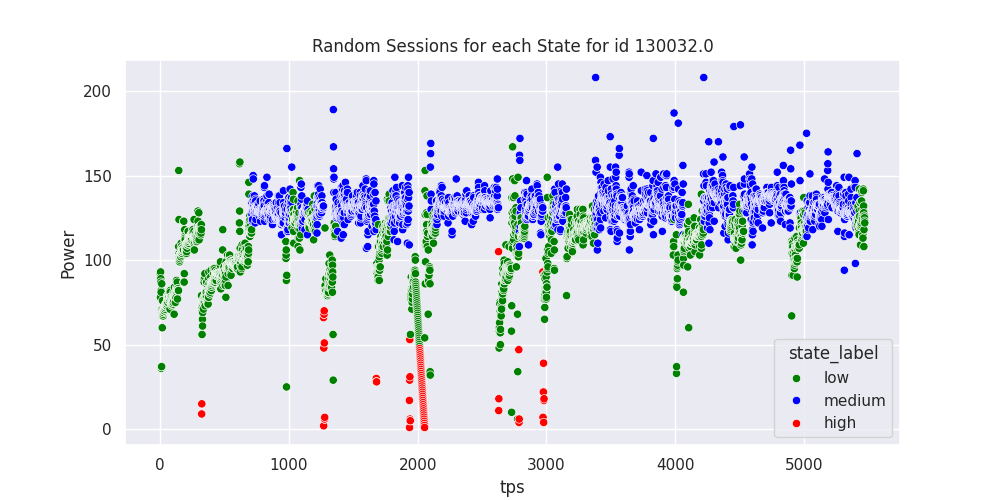 Random Sessions for each State for id 130032.0
Power
200
150
100
50
0
0 1000 2000 3000 4000 5000
tps
state_label
low
medium
high